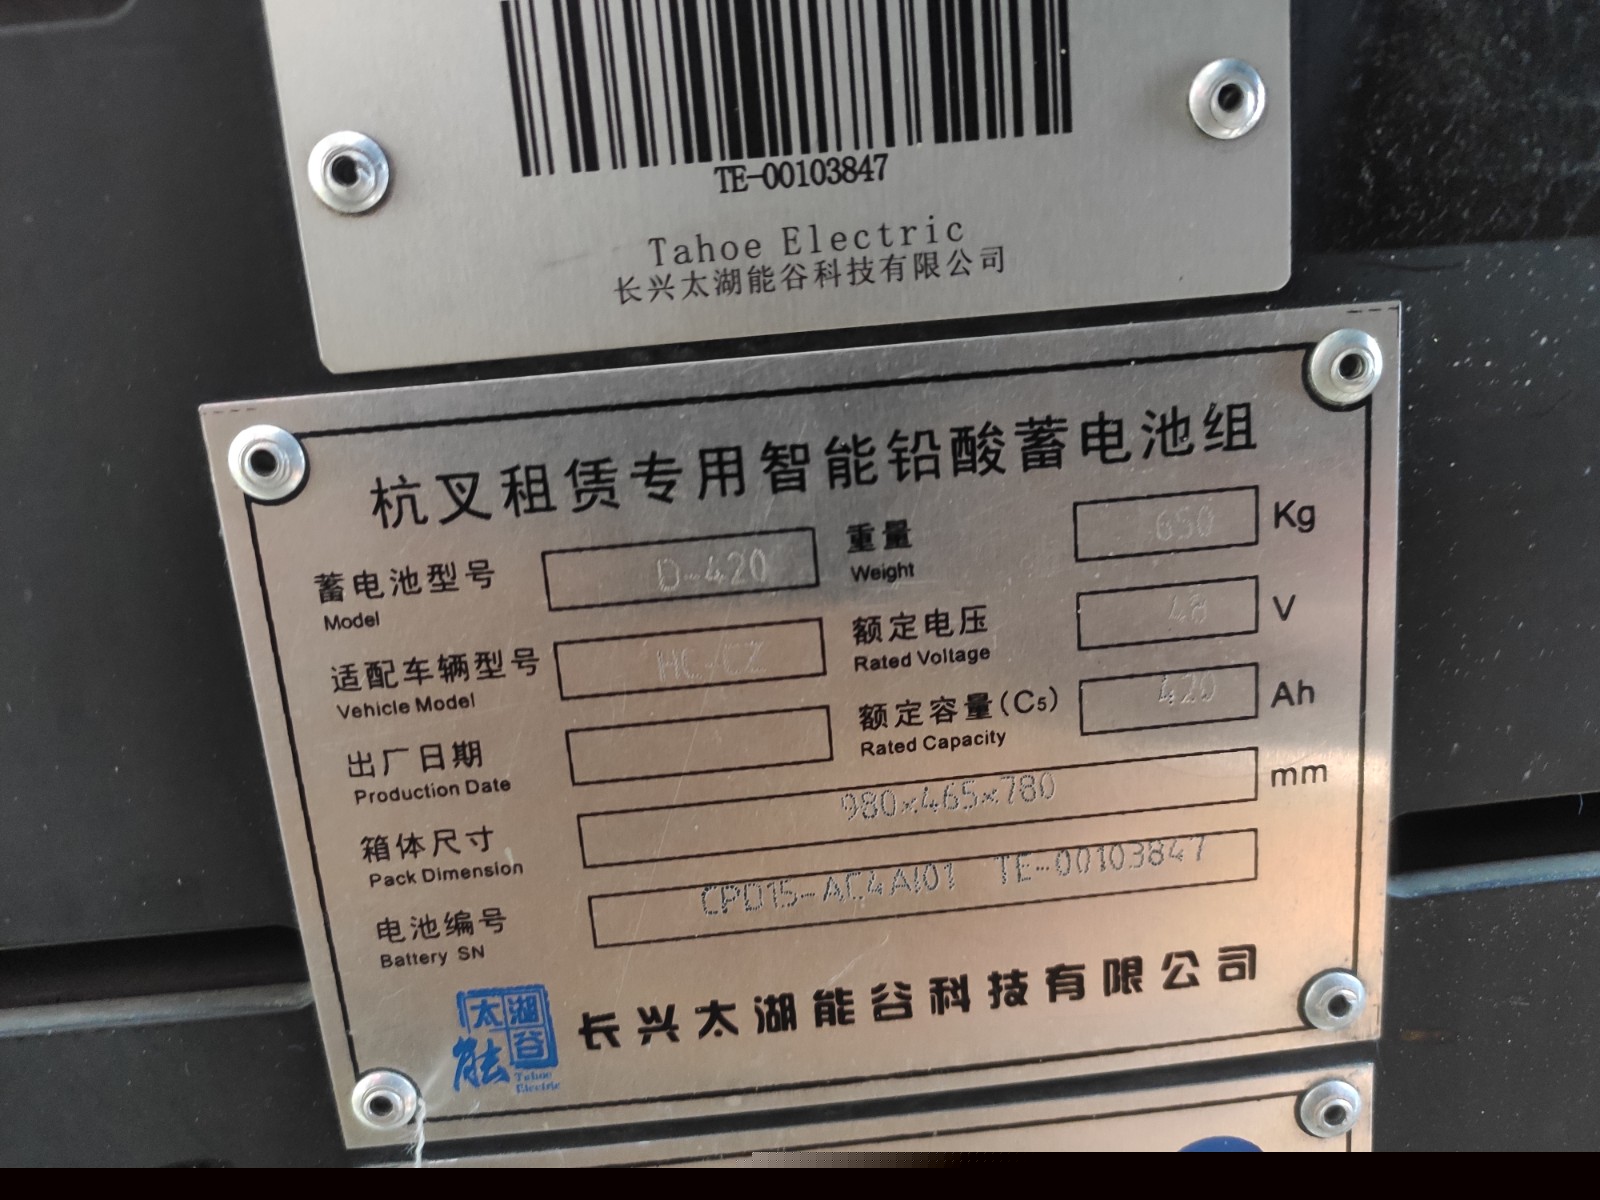 TE-00103847
Tahoe Electric
长兴太湖能谷科技有限公司
杭叉租赁专用智能铅酸蓄电池组
蓄电池型号 D-420 重量 650 Kg
Model Weight
适配车辆型号 HC-CZ 额定电压 48 V
Vehicle Model Rated Voltage
出厂日期 额定容量(C5) 420 Ah
Production Date Rated Capacity
箱体尺寸 980×465×780 mm
Pack Dimension
电池编号 CPD15-AC4AI01 TE-00103847
Battery SN
太湖能谷 长兴太湖能谷科技有限公司
Tahoe
Electric